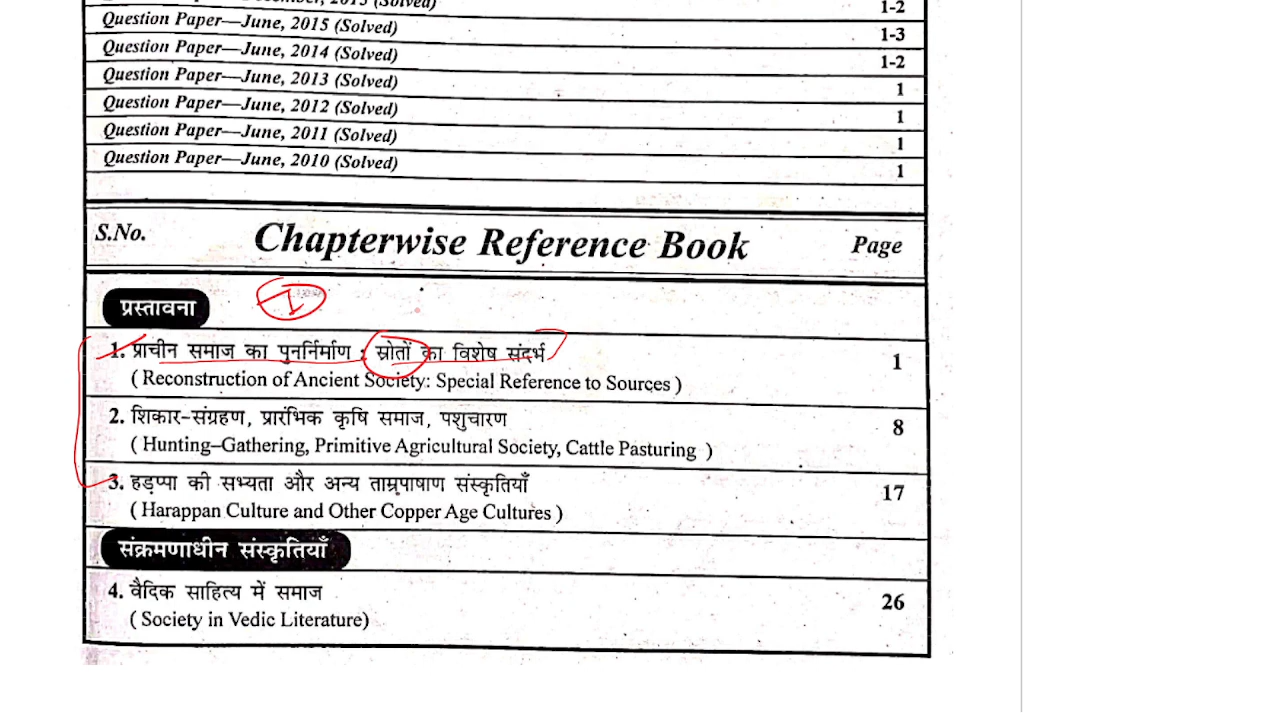 (Solved)
1-2
Question Paper—June, 2015 (Solved) 1-3
Question Paper—June, 2014 (Solved) 1-2
Question Paper—June, 2013 (Solved) 1
Question Paper—June, 2012 (Solved) 1
Question Paper—June, 2011 (Solved) 1
Question Paper—June, 2010 (Solved) 1
S.No. Chapterwise Reference Book Page
प्रस्तावना 1
1. प्राचीन समाज का पुनर्निर्माण : स्रोतों का विशेष संदर्भ 1
( Reconstruction of Ancient Society: Special Reference to Sources )
2. शिकार-संग्रहण, प्रारंभिक कृषि समाज, पशुचारण 8
( Hunting–Gathering, Primitive Agricultural Society, Cattle Pasturing )
3. हड़प्पा की सभ्यता और अन्य ताम्रपाषाण संस्कृतियाँ 17
( Harappan Culture and Other Copper Age Cultures )
संक्रमणाधीन संस्कृतियाँ
4. वैदिक साहित्य में समाज 26
( Society in Vedic Literature)